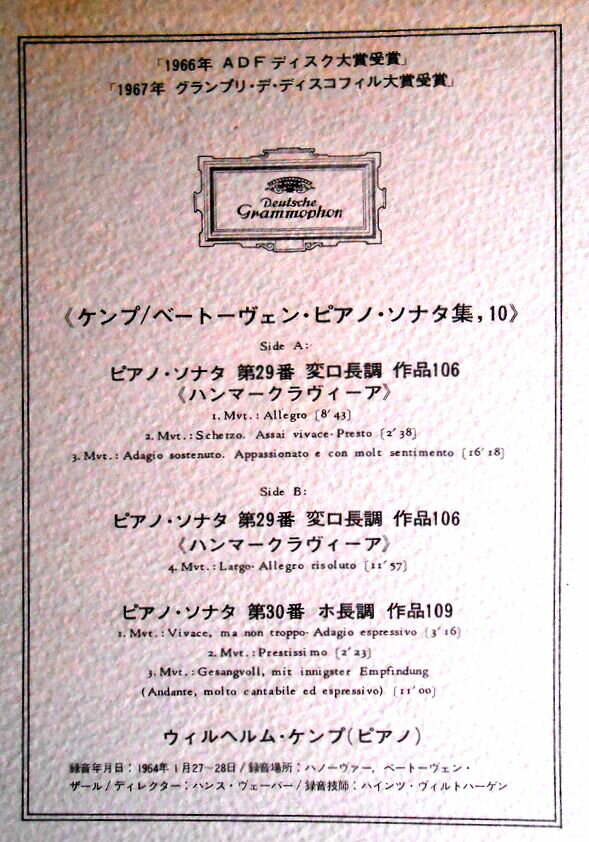 「1966年 ADFディスク大賞受賞」
「1967年 グランプリ・デ・ディスコフィル大賞受賞」
Deutsche
Grammophon
《ケンプ/ベートーヴェン・ピアノ・ソナタ集，10》
Side A:
ピアノ・ソナタ 第29番 変ロ長調 作品106
《ハンマークラヴィーア》
1. Mvt.: Allegro [8′43]
2. Mvt.: Scherzo. Assai vivace-Presto [2′38]
3. Mvt.: Adagio sostenuto. Appassionato e con molt sentimento [16′18]
Side B:
ピアノ・ソナタ 第29番 変ロ長調 作品106
《ハンマークラヴィーア》
4. Mvt.: Largo-Allegro risoluto [11′57]
ピアノ・ソナタ 第30番 ホ長調 作品109
1. Mvt.: Vivace, ma non troppo-Adagio espressivo [3′16]
2. Mvt.: Prestissimo [2′23]
3. Mvt.: Gesangvoll, mit innigster Empfindung
(Andante, molto cantabile ed espressivo) [11′00]
ウィルヘルム・ケンプ(ピアノ)
録音年月日：1964年1月27−28日/録音場所：ハノーヴァー，ベートーヴェン・
ザール/ディレクター：ハンス・ヴェーバー/録音技師：ハインツ・ヴィルトハーゲン